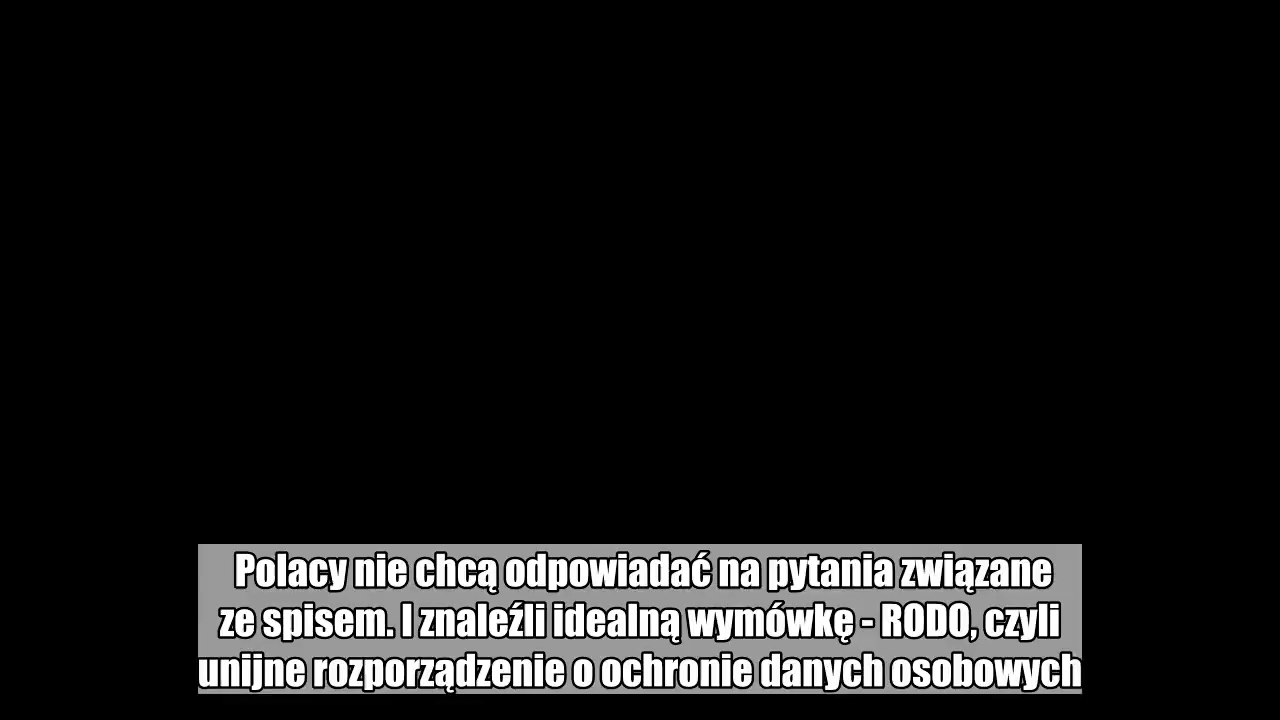 Polacy nie chcą odpowiadać na pytania związane
ze spisem. I znaleźli idealną wymówkę - RODO, czyli
unijne rozporządzenie o ochronie danych osobowych